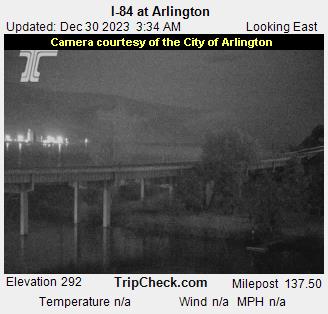 I-84 at Arlington
Updated: Dec 30 2023 3:34 AM Looking East
Camera courtesy of the City of Arlington
Elevation 292 TripCheck.com Milepost 137.50
Temperature n/a Wind n/a MPH n/a